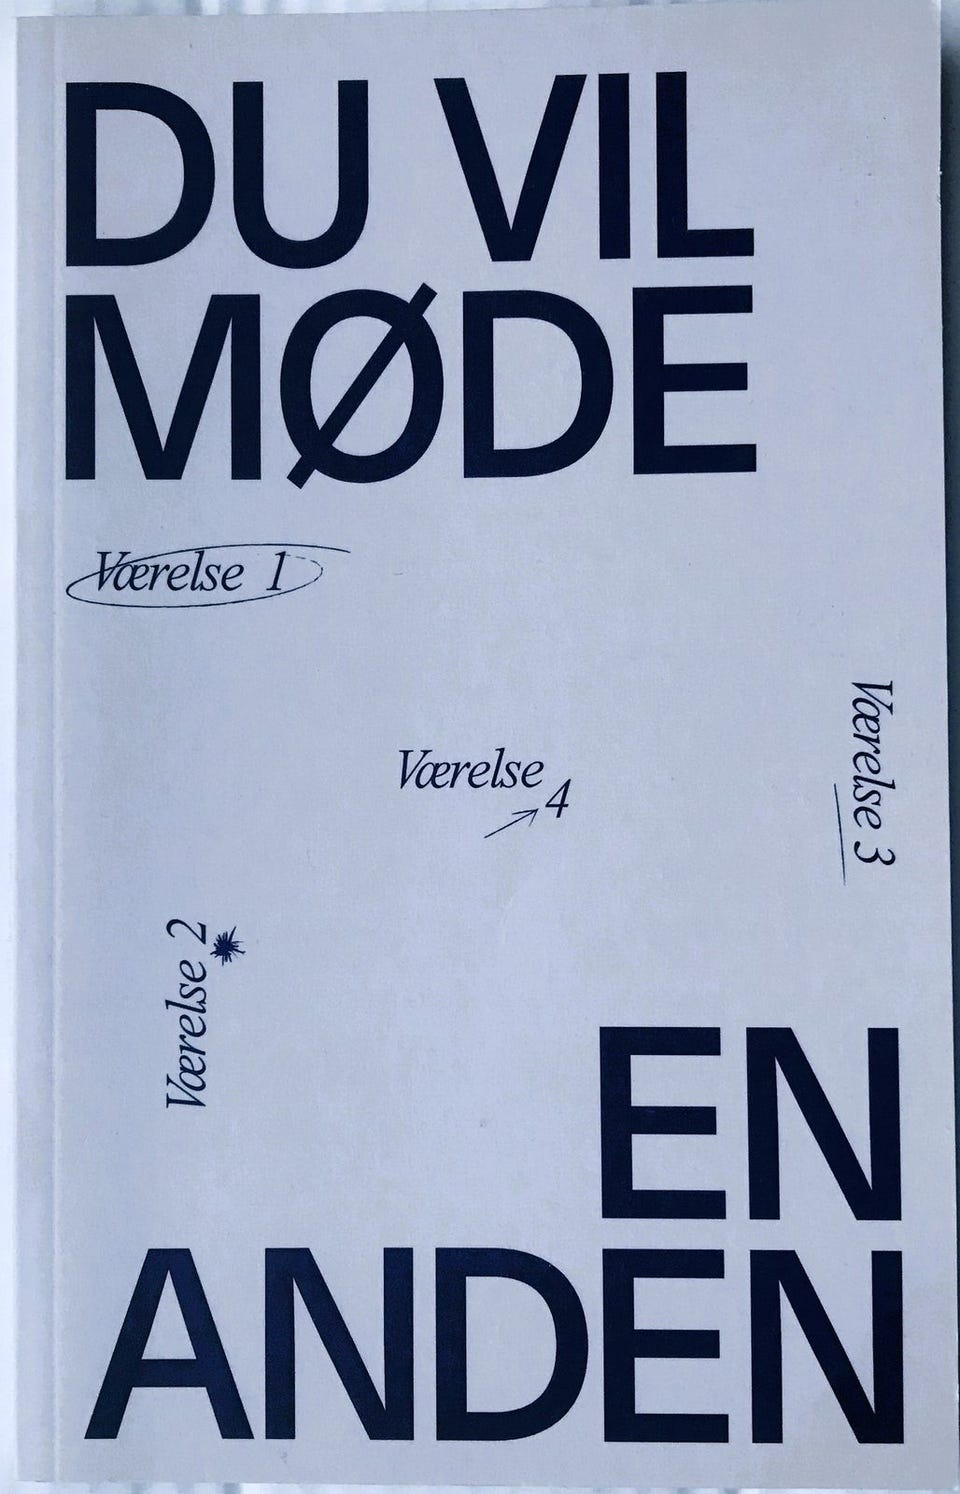 DU VIL
MØDE
Værelse 1
Værelse 3
Værelse
4
Værelse 2
EN
ANDEN